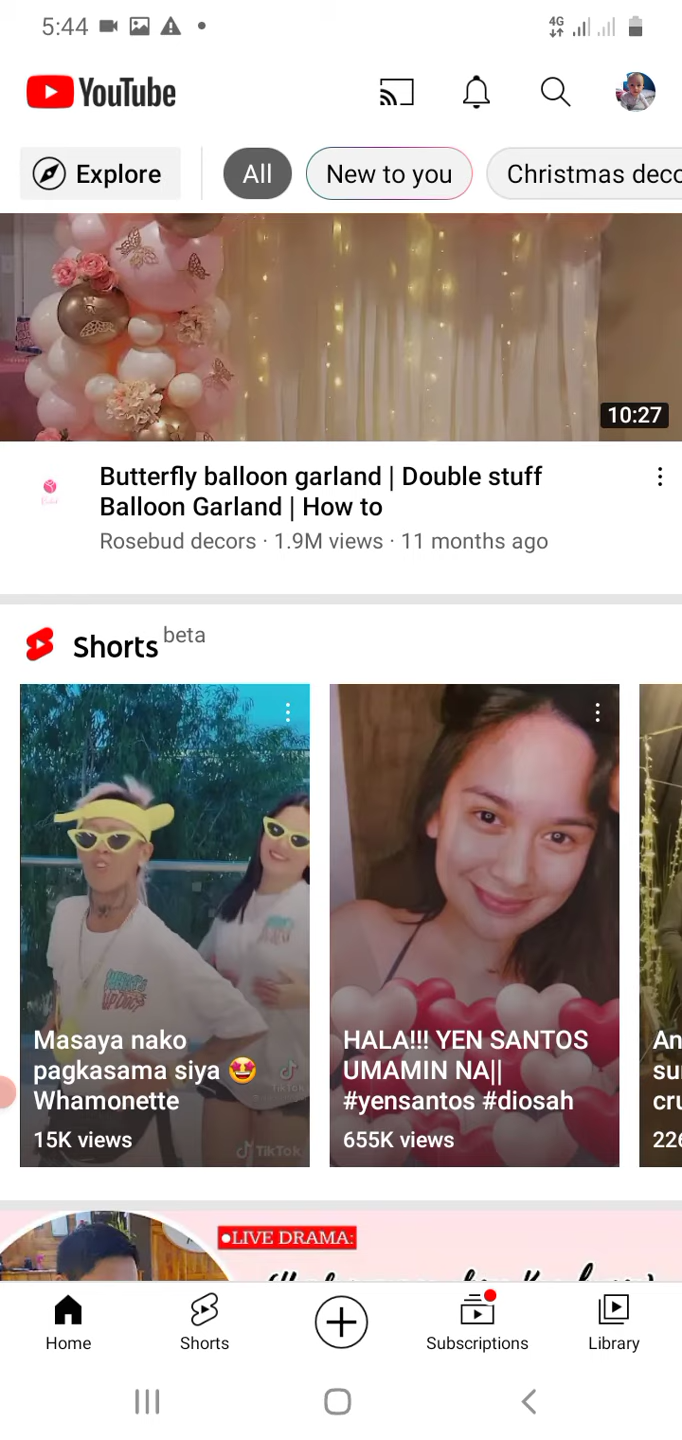 5:44
4G
YouTube
Explore
All
New to you
Christmas deco
10:27
Butterfly balloon garland | Double stuff
Balloon Garland | How to
Rosebud decors · 1.9M views · 11 months ago
Shorts beta
Masaya nako
pagkasama siya 🤩
Whamonette
15K views
TikTok
TikTok
HALA!!! YEN SANTOS
UMAMIN NA||
#yensantos #diosah
655K views
An
su
cru
226
●LIVE DRAMA:
Home
Shorts
Subscriptions
Library